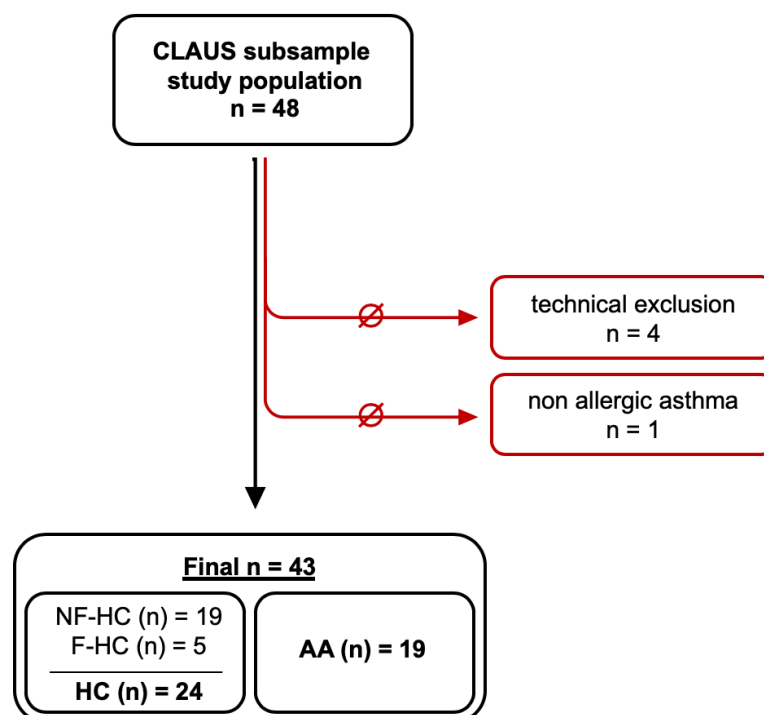 CLAUS subsample
study population
n = 48
technical exclusion
n = 4
non allergic asthma
n = 1
Final n = 43
NF-HC (n) = 19
F-HC (n) = 5
HC (n) = 24
AA (n) = 19